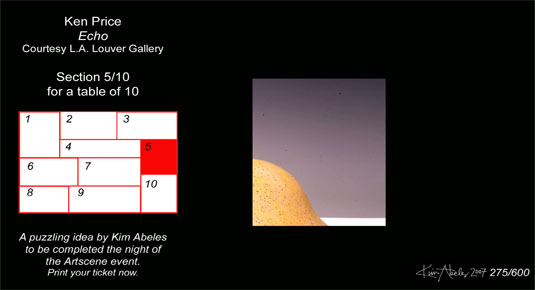 Ken Price
Echo
Courtesy L.A. Louver Gallery
Section 5/10
for a table of 10
1
2
3
4
5
6
7
8
9
10
A puzzling idea by Kim Abeles
to be completed the night of
the Artscene event.
Print your ticket now.
Kim Abeles 2007 275/600